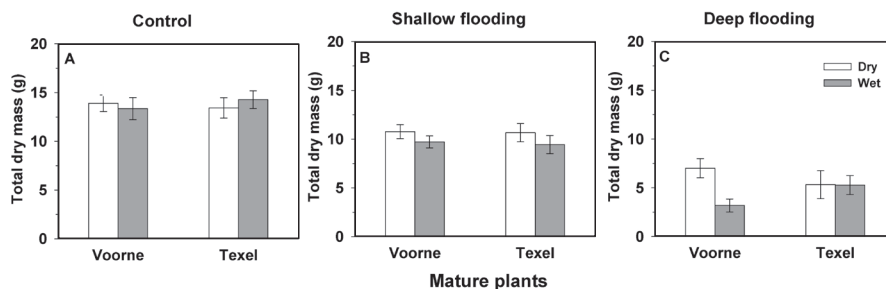 Control
Shallow flooding
Deep flooding
A
B
C
Total dry mass (g)
20
15
10
5
0
Voorne
Texel
Total dry mass (g)
20
15
10
5
0
Voorne
Texel
Total dry mass (g)
20
15
10
5
0
Dry
Wet
Voorne
Texel
Mature plants